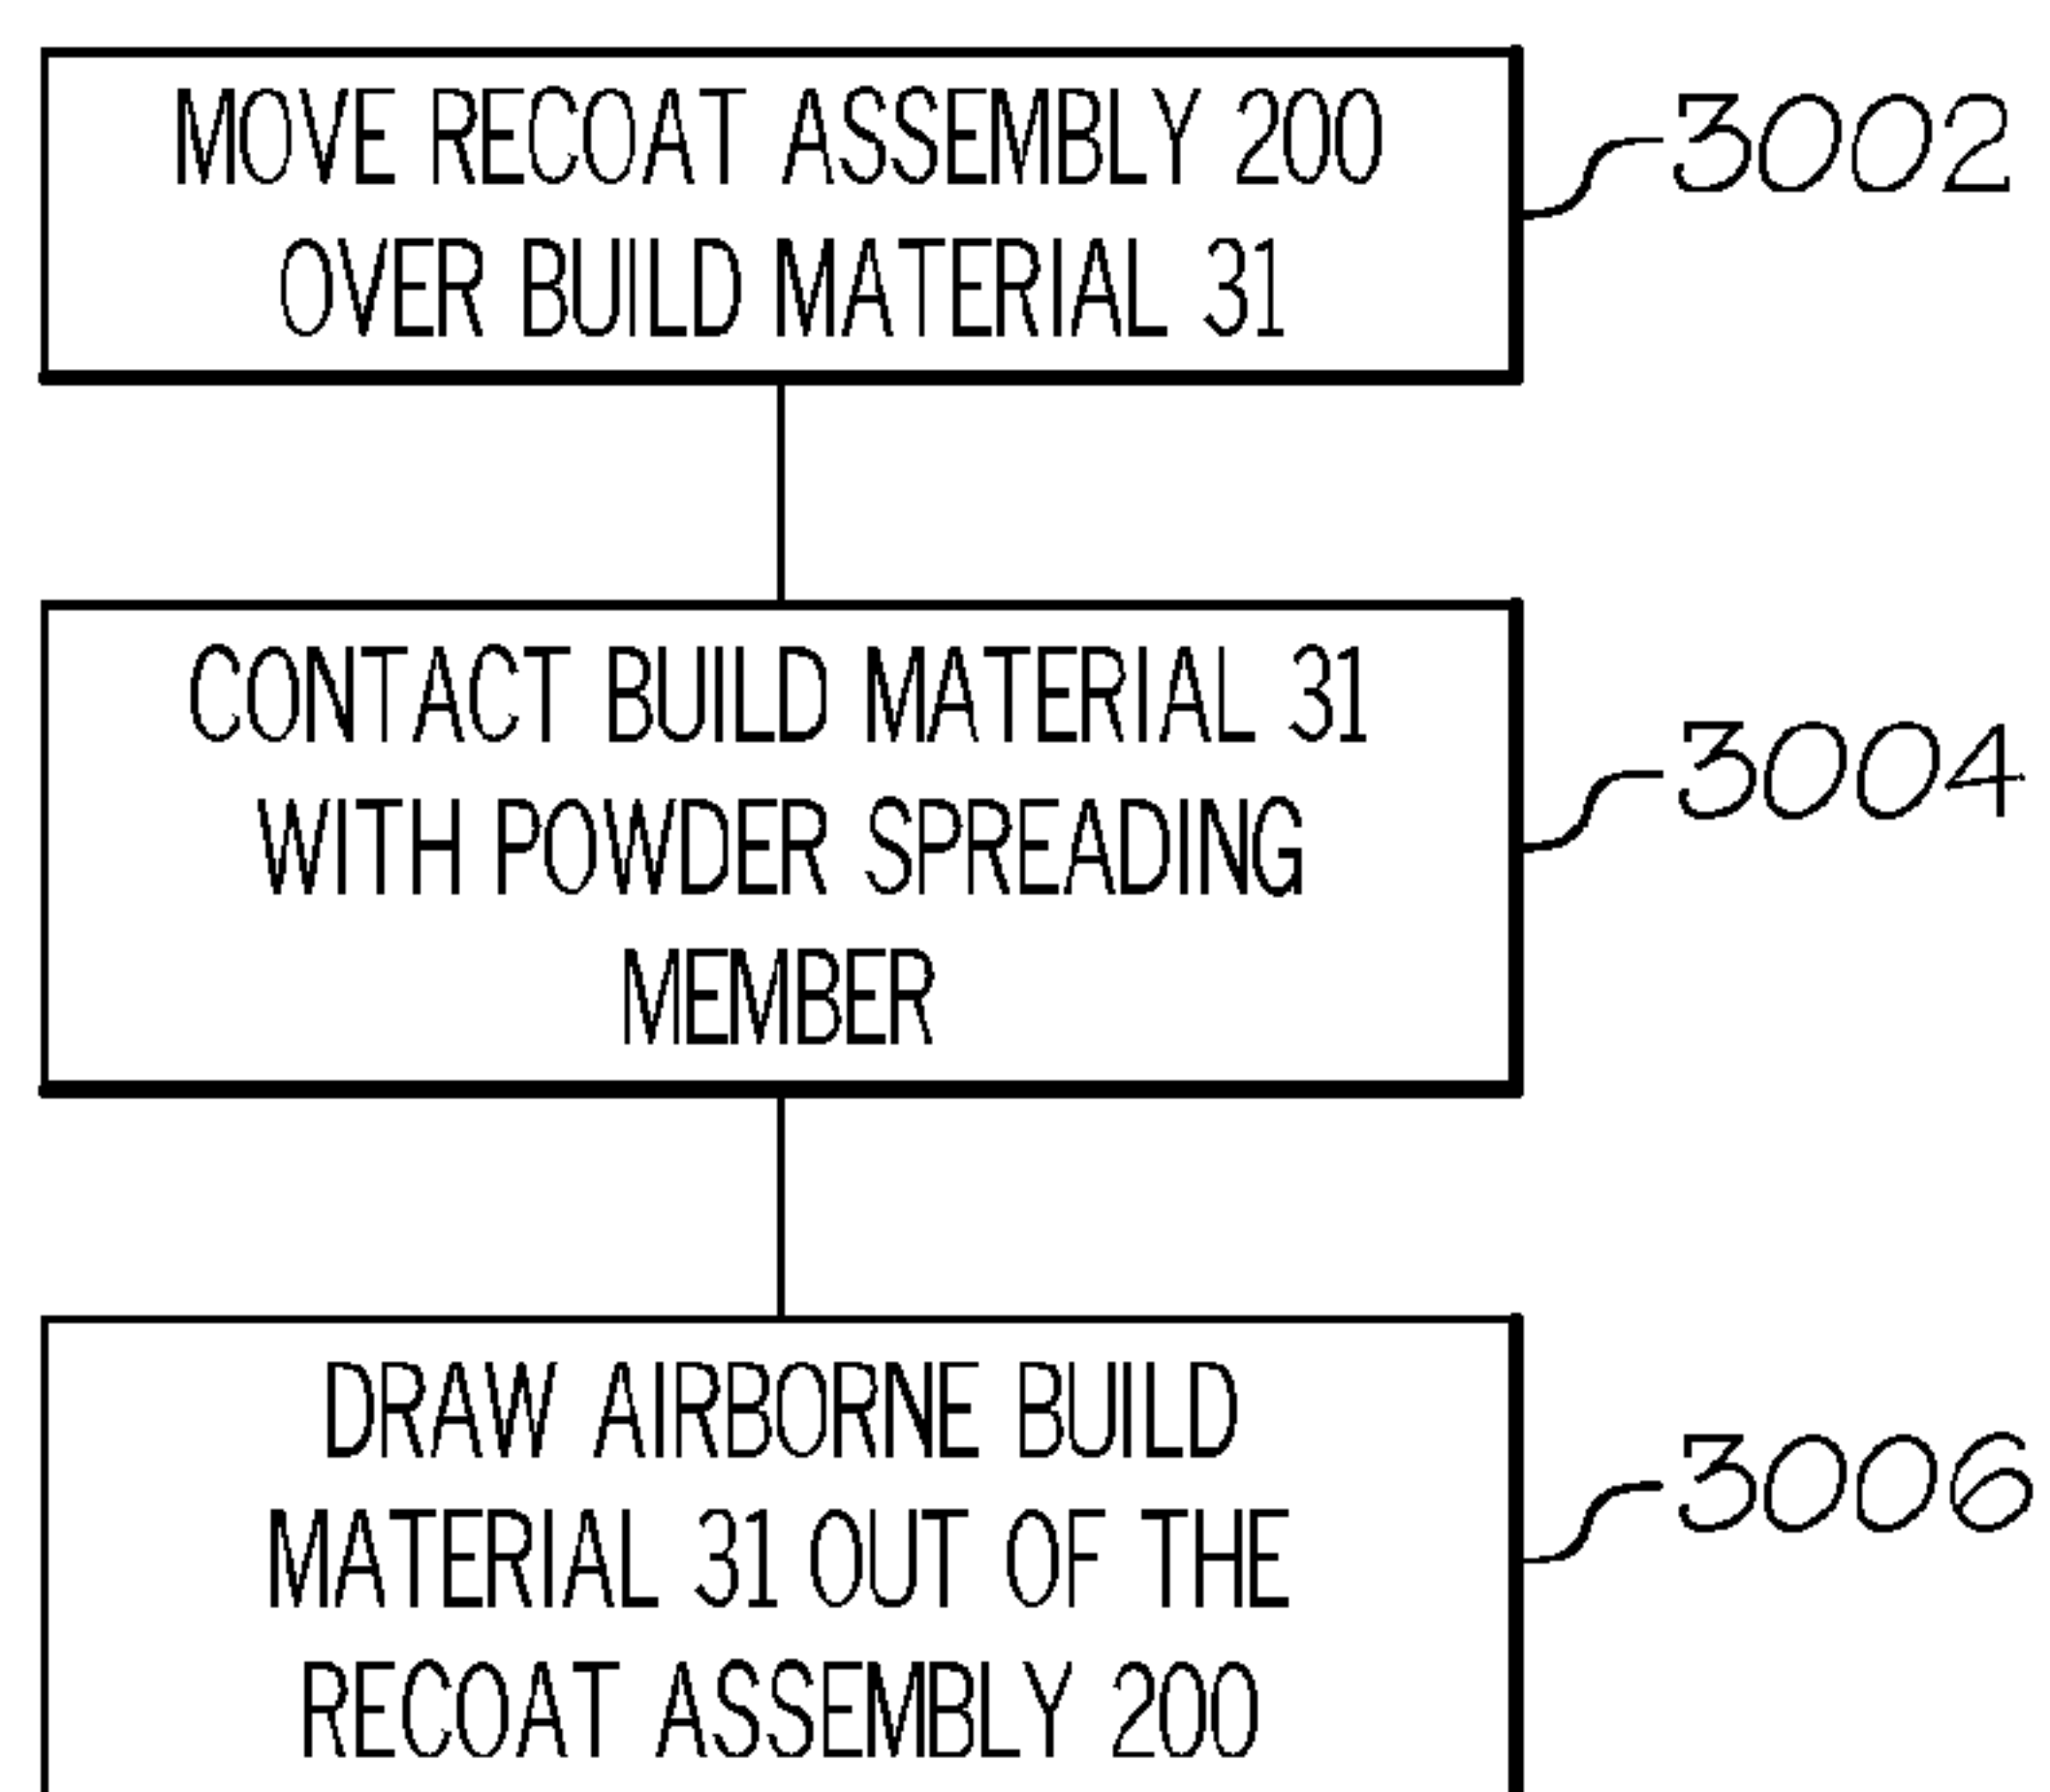 MOVE RECOAT ASSEMBLY 200
OVER BUILD MATERIAL 31
3002
CONTACT BUILD MATERIAL 31
WITH POWDER SPREADING
MEMBER
3004
DRAW AIRBORNE BUILD
MATERIAL 31 OUT OF THE
RECOAT ASSEMBLY 200
3006